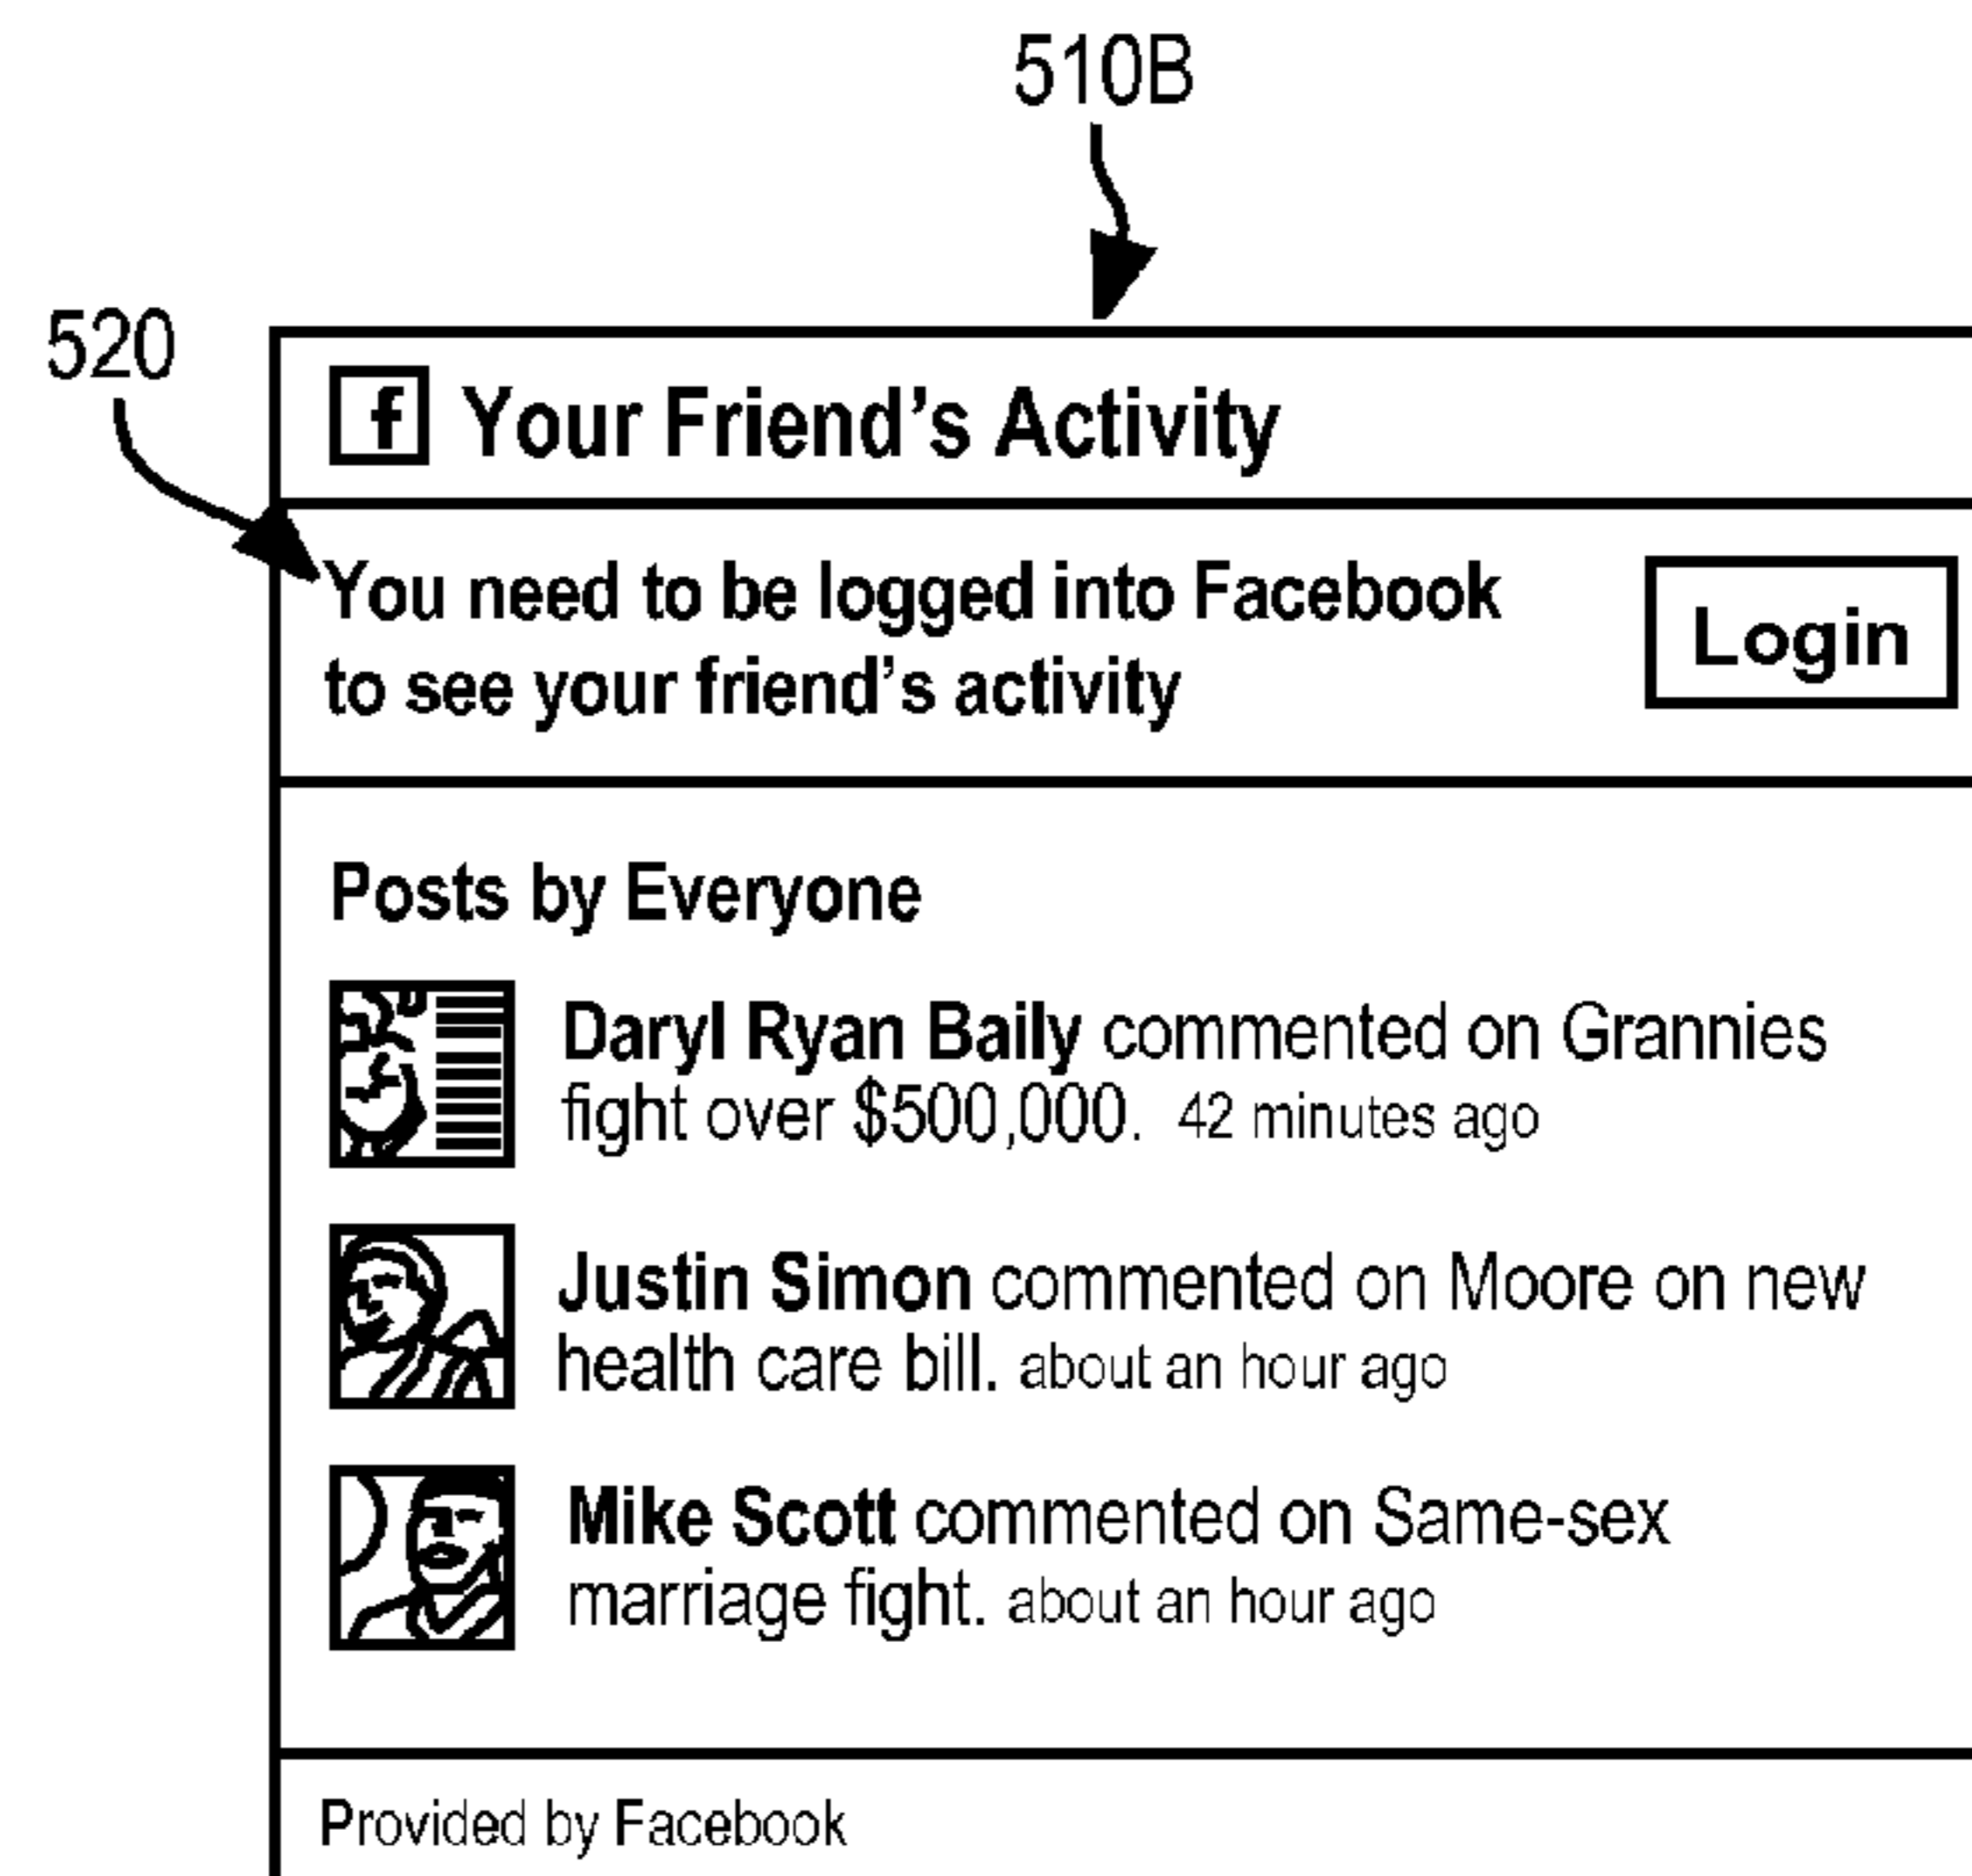 510B
520
f Your Friend's Activity
You need to be logged into Facebook
to see your friend's activity
Login
Posts by Everyone
Daryl Ryan Baily commented on Grannies
fight over $500,000. 42 minutes ago
Justin Simon commented on Moore on new
health care bill. about an hour ago
Mike Scott commented on Same-sex
marriage fight. about an hour ago
Provided by Facebook